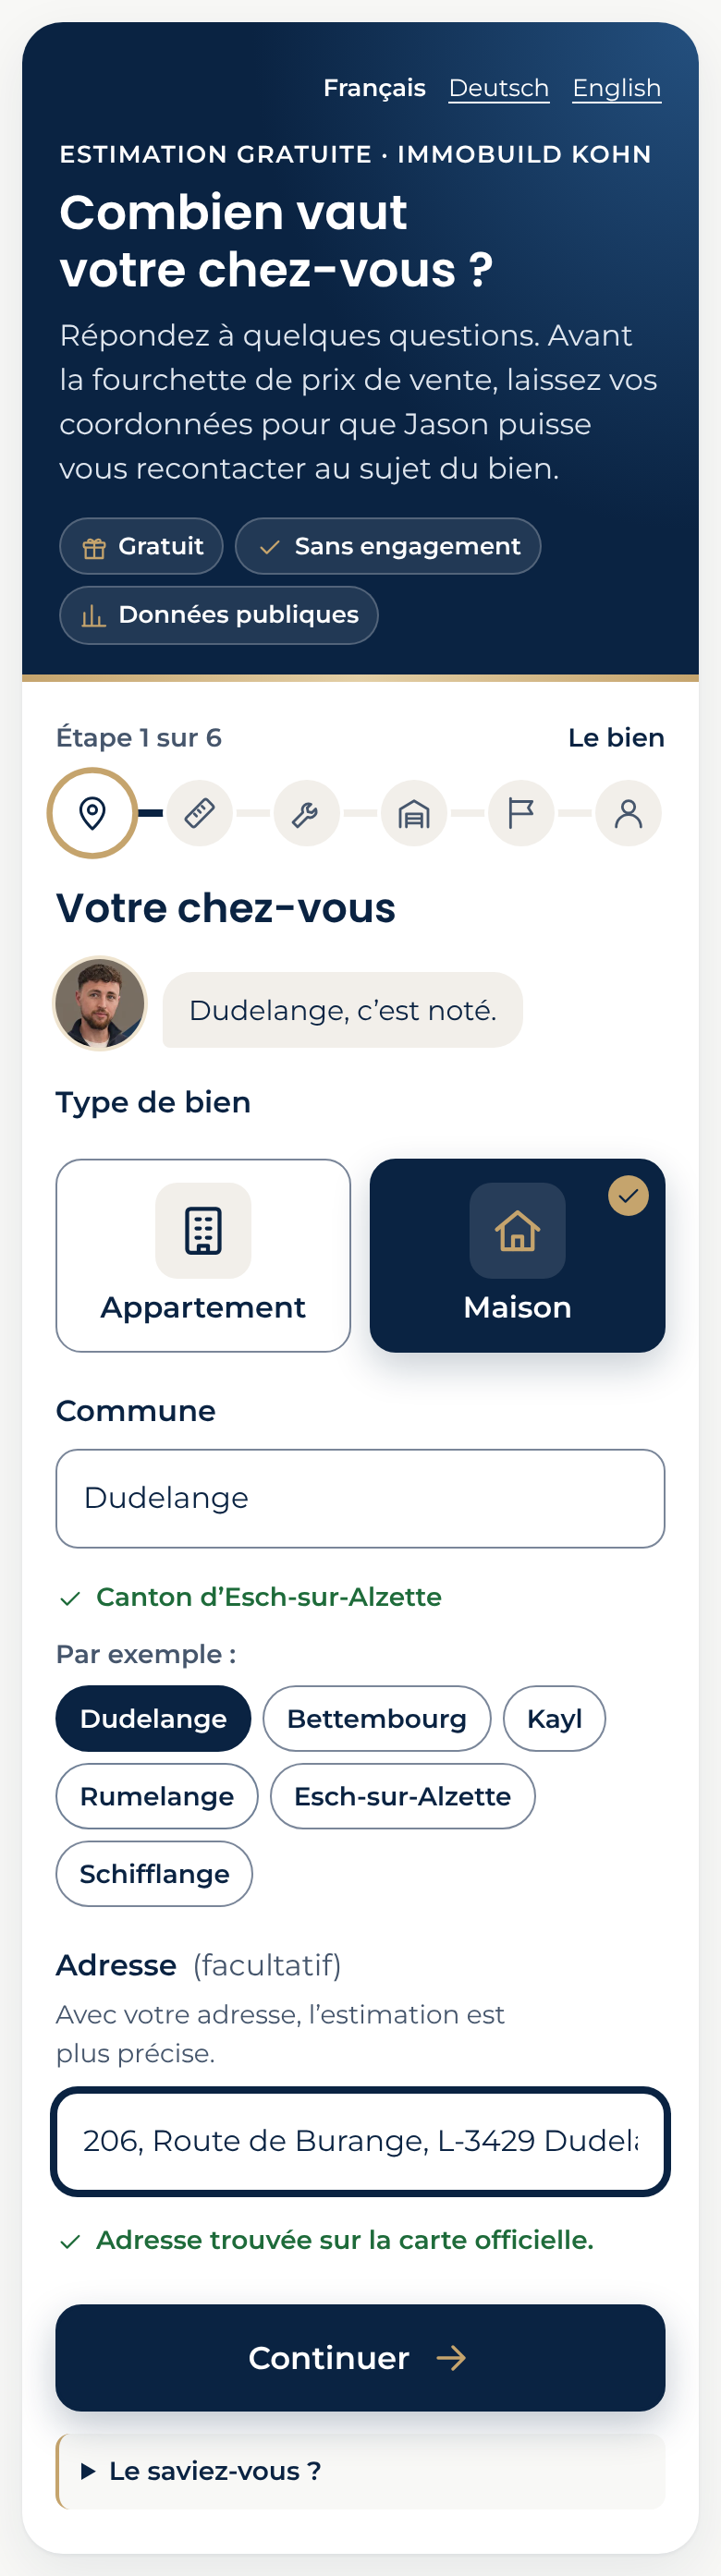 Français Deutsch English
ESTIMATION GRATUITE · IMMOBUILD KOHN
Combien vaut
votre chez-vous ?
Répondez à quelques questions. Avant
la fourchette de prix de vente, laissez vos
coordonnées pour que Jason puisse
vous recontacter au sujet du bien.
Gratuit
Sans engagement
Données publiques
Étape 1 sur 6
Le bien
Votre chez-vous
Dudelange, c’est noté.
Type de bien
Appartement
Maison
Commune
Dudelange
Canton d’Esch-sur-Alzette
Par exemple :
Dudelange
Bettembourg
Kayl
Rumelange
Esch-sur-Alzette
Schifflange
Adresse (facultatif)
Avec votre adresse, l’estimation est
plus précise.
206, Route de Burange, L-3429 Dudel
Adresse trouvée sur la carte officielle.
Continuer
Le saviez-vous ?